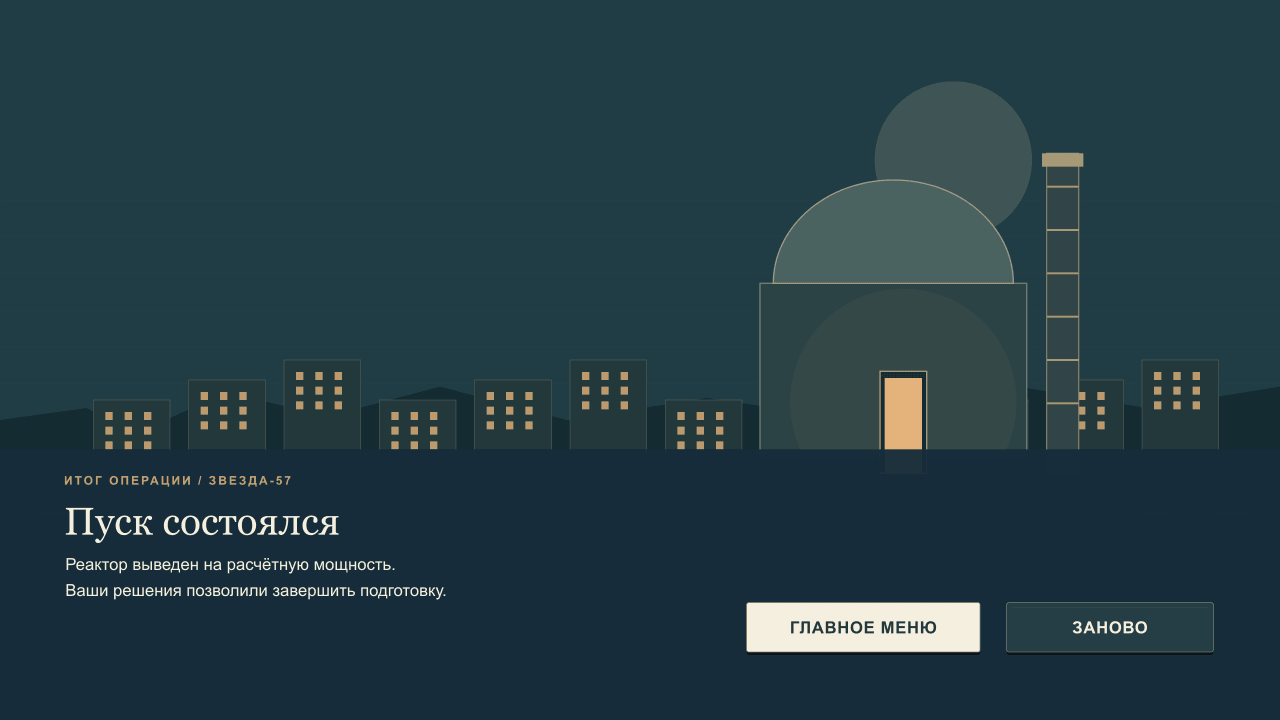 ИТОГ ОПЕРАЦИИ / ЗВЕЗДА-57
Пуск состоялся
Реактор выведен на расчётную мощность.
Ваши решения позволили завершить подготовку.
ГЛАВНОЕ МЕНЮ
ЗАНОВО